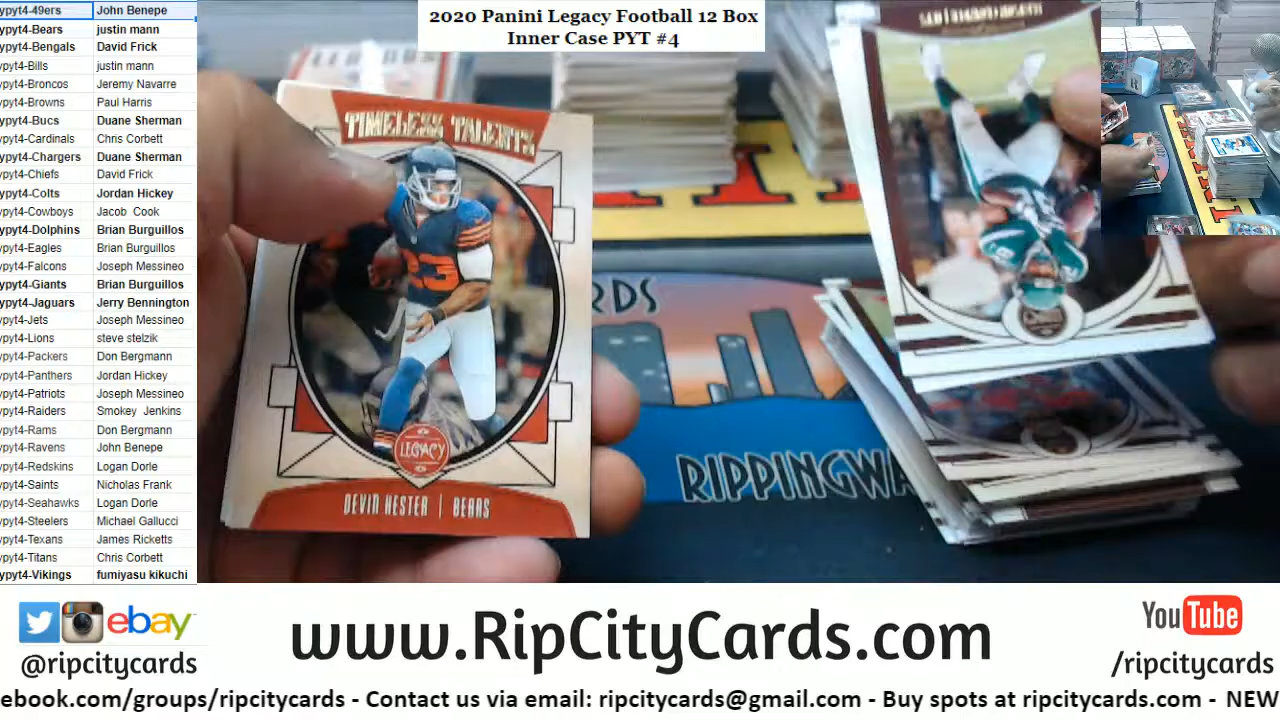 2020 Panini Legacy Football 12 Box
Inner Case PYT #4
ypyt4-49ers John Benepe
ypyt4-Bears justin mann
ypyt4-Bengals David Frick
ypyt4-Bills justin mann
ypyt4-Broncos Jeremy Navarre
ypyt4-Browns Paul Harris
ypyt4-Bucs Duane Sherman
ypyt4-Cardinals Chris Corbett
ypyt4-Chargers Duane Sherman
ypyt4-Chiefs David Frick
ypyt4-Colts Jordan Hickey
ypyt4-Cowboys Jacob Cook
ypyt4-Dolphins Brian Burguillos
ypyt4-Eagles Brian Burguillos
ypyt4-Falcons Joseph Messineo
ypyt4-Giants Brian Burguillos
ypyt4-Jaguars Jerry Bennington
ypyt4-Jets Joseph Messineo
ypyt4-Lions steve stelzik
ypyt4-Packers Don Bergmann
ypyt4-Panthers Jordan Hickey
ypyt4-Patriots Joseph Messineo
ypyt4-Raiders Smokey Jenkins
ypyt4-Rams Don Bergmann
ypyt4-Ravens John Benepe
ypyt4-Redskins Logan Dorle
ypyt4-Saints Nicholas Frank
ypyt4-Seahawks Logan Dorle
ypyt4-Steelers Michael Gallucci
ypyt4-Texans James Ricketts
ypyt4-Titans Chris Corbett
ypyt4-Vikings fumiyasu kikuchi
TIMELESS TALENTS
23
LEGACY
DEVIN HESTER | BEARS
RDS
RIPPINGWA
ebay
@ripcitycards
www.RipCityCards.com
YouTube
/ripcitycards
ebook.com/groups/ripcitycards - Contact us via email: ripcitycards@gmail.com - Buy spots at ripcitycards.com - NEW